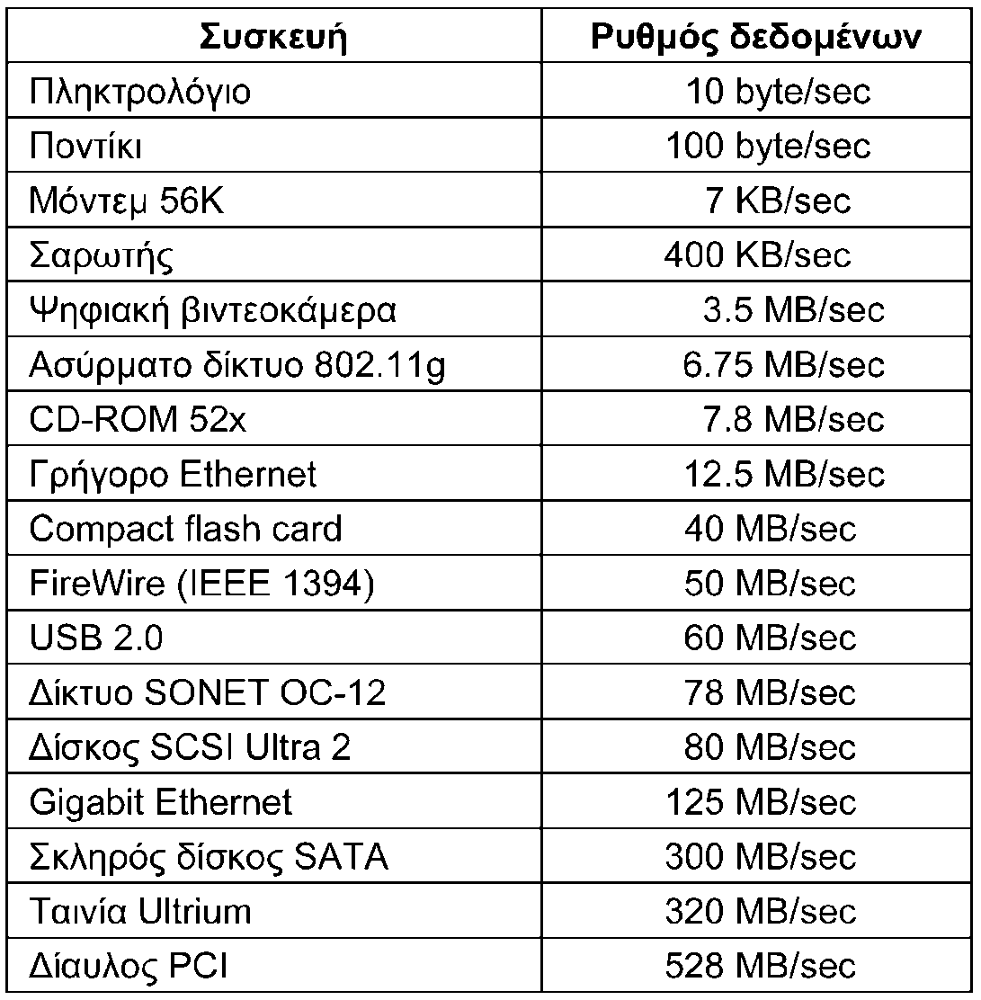 Συσκευή Ρυθμός δεδομένων
Πληκτρολόγιο 10 byte/sec
Ποντίκι 100 byte/sec
Μόντεμ 56K 7 KB/sec
Σαρωτής 400 KB/sec
Ψηφιακή βιντεοκάμερα 3.5 MB/sec
Ασύρματο δίκτυο 802.11g 6.75 MB/sec
CD-ROM 52x 7.8 MB/sec
Γρήγορο Ethernet 12.5 MB/sec
Compact flash card 40 MB/sec
FireWire (IEEE 1394) 50 MB/sec
USB 2.0 60 MB/sec
Δίκτυο SONET OC-12 78 MB/sec
Δίσκος SCSI Ultra 2 80 MB/sec
Gigabit Ethernet 125 MB/sec
Σκληρός δίσκος SATA 300 MB/sec
Ταινία Ultrium 320 MB/sec
Δίαυλος PCI 528 MB/sec